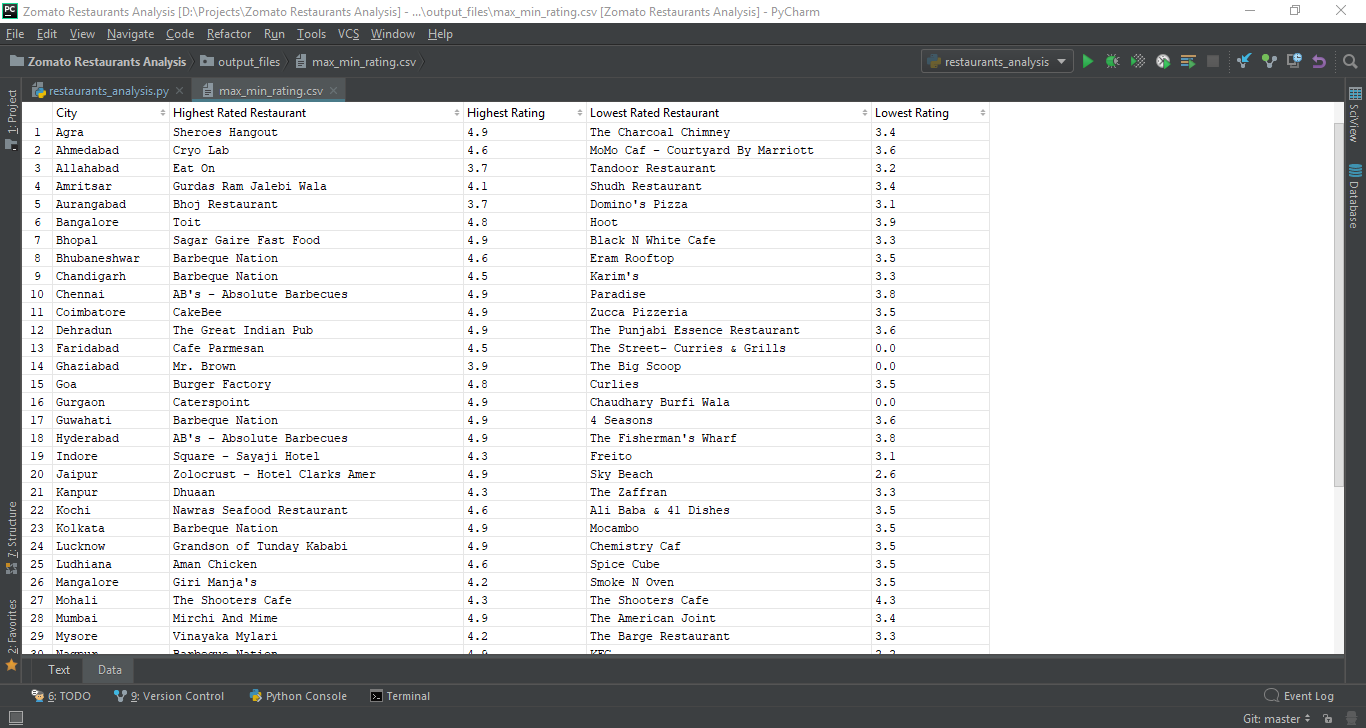 PC Zomato Restaurants Analysis [D:\Projects\Zomato Restaurants Analysis] - ...\output_files\max_min_rating.csv [Zomato Restaurants Analysis] - PyCharm
File Edit View Navigate Code Refactor Run Tools VCS Window Help
Zomato Restaurants Analysis output_files max_min_rating.csv restaurants_analysis
restaurants_analysis.py max_min_rating.csv
1: Project
7: Structure
2: Favorites
City Highest Rated Restaurant Highest Rating Lowest Rated Restaurant Lowest Rating
1 Agra Sheroes Hangout 4.9 The Charcoal Chimney 3.4
2 Ahmedabad Cryo Lab 4.6 MoMo Caf - Courtyard By Marriott 3.6
3 Allahabad Eat On 3.7 Tandoor Restaurant 3.2
4 Amritsar Gurdas Ram Jalebi Wala 4.1 Shudh Restaurant 3.4
5 Aurangabad Bhoj Restaurant 3.7 Domino's Pizza 3.1
6 Bangalore Toit 4.8 Hoot 3.9
7 Bhopal Sagar Gaire Fast Food 4.9 Black N White Cafe 3.3
8 Bhubaneshwar Barbeque Nation 4.6 Eram Rooftop 3.5
9 Chandigarh Barbeque Nation 4.5 Karim's 3.3
10 Chennai AB's - Absolute Barbecues 4.9 Paradise 3.8
11 Coimbatore CakeBee 4.9 Zucca Pizzeria 3.5
12 Dehradun The Great Indian Pub 4.9 The Punjabi Essence Restaurant 3.6
13 Faridabad Cafe Parmesan 4.5 The Street- Curries & Grills 0.0
14 Ghaziabad Mr. Brown 3.9 The Big Scoop 0.0
15 Goa Burger Factory 4.8 Curlies 3.5
16 Gurgaon Caterspoint 4.9 Chaudhary Burfi Wala 0.0
17 Guwahati Barbeque Nation 4.9 4 Seasons 3.6
18 Hyderabad AB's - Absolute Barbecues 4.9 The Fisherman's Wharf 3.8
19 Indore Square - Sayaji Hotel 4.3 Freito 3.1
20 Jaipur Zolocrust - Hotel Clarks Amer 4.9 Sky Beach 2.6
21 Kanpur Dhuaan 4.3 The Zaffran 3.3
22 Kochi Nawras Seafood Restaurant 4.6 Ali Baba & 41 Dishes 3.5
23 Kolkata Barbeque Nation 4.9 Mocambo 3.5
24 Lucknow Grandson of Tunday Kababi 4.9 Chemistry Caf 3.5
25 Ludhiana Aman Chicken 4.6 Spice Cube 3.5
26 Mangalore Giri Manja's 4.2 Smoke N Oven 3.5
27 Mohali The Shooters Cafe 4.3 The Shooters Cafe 4.3
28 Mumbai Mirchi And Mime 4.9 The American Joint 3.4
29 Mysore Vinayaka Mylari 4.2 The Barge Restaurant 3.3
30 Nagpur Barbeque Nation 4.9 KFC
SciView
Database
Text Data
6: TODO 9: Version Control Python Console Terminal Event Log
Git: master